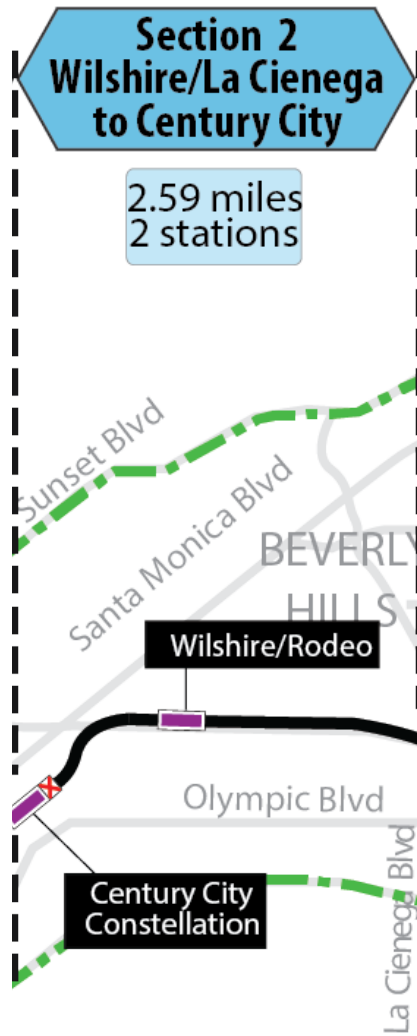 Section 2
Wilshire/La Cienega
to Century City
2.59 miles
2 stations
Sunset Blvd
Santa Monica Blvd
BEVERLY
HILLS
Wilshire/Rodeo
Olympic Blvd
Century City
Constellation
La Cienega Blvd